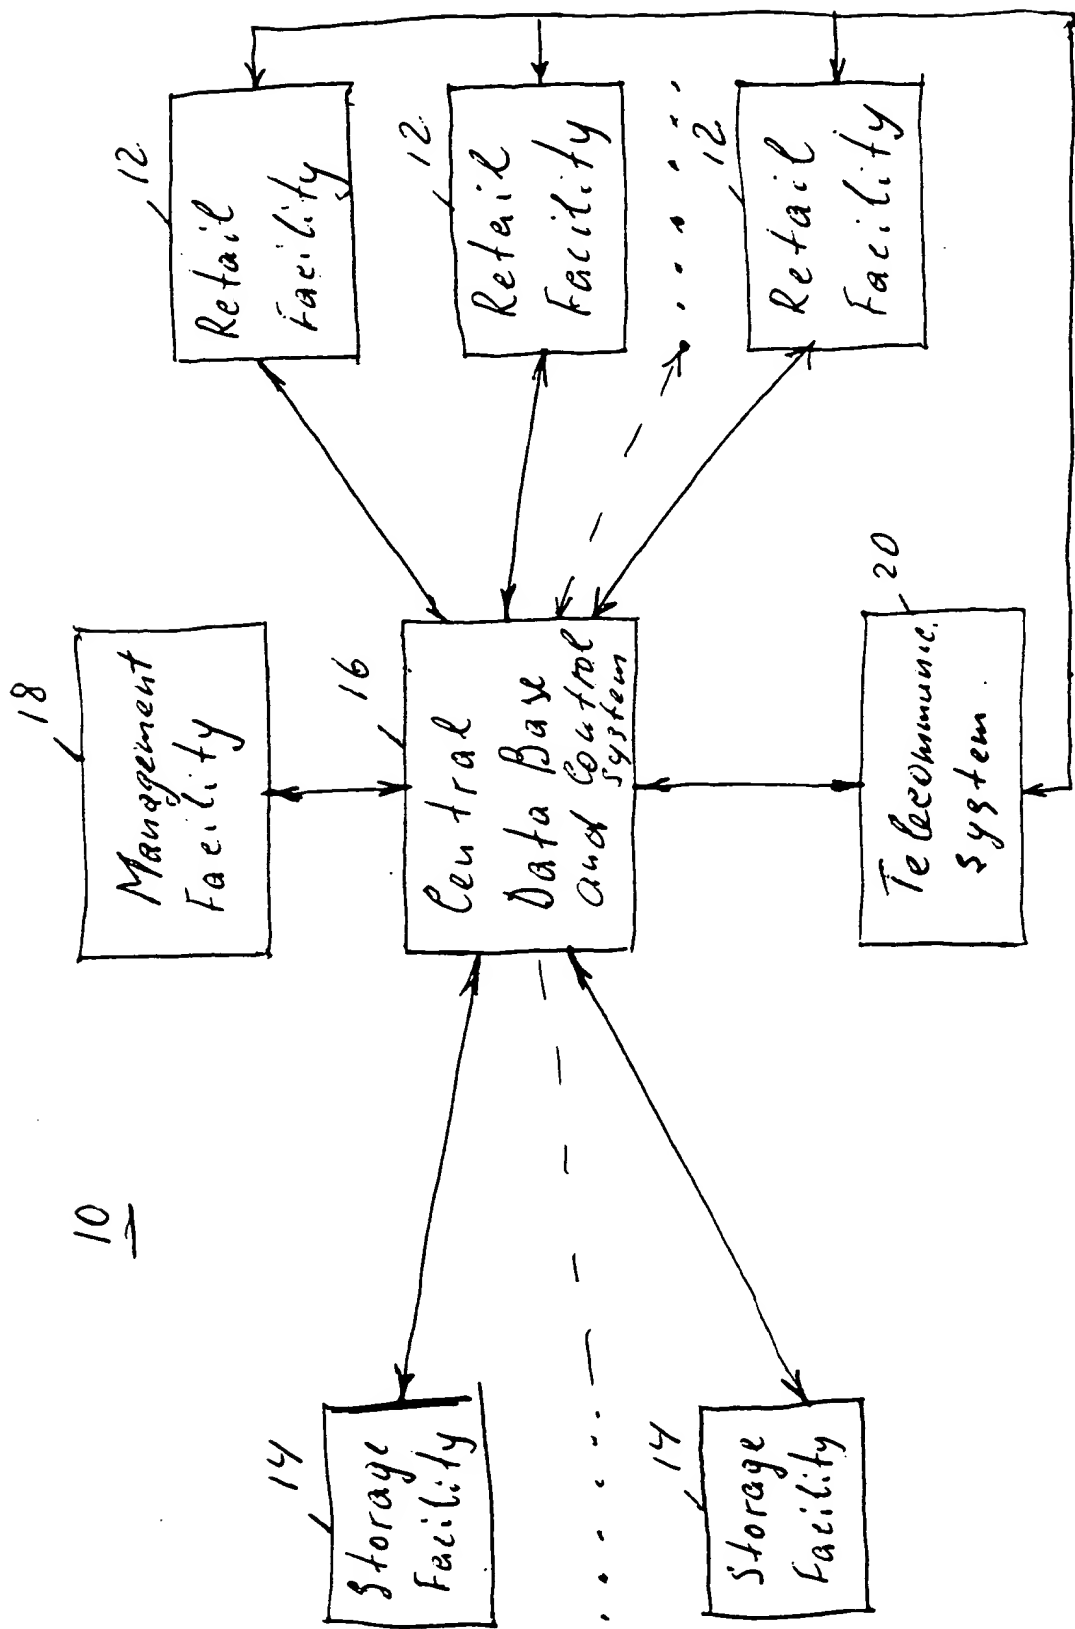 10
18
Management
Facility
14
Storage
Facility
16
Central
Data Base
and Control
System
12
Retail
Facility
12
Retail
Facility
14
Storage
Facility
20
Telecommunic.
System
12
Retail
Facility